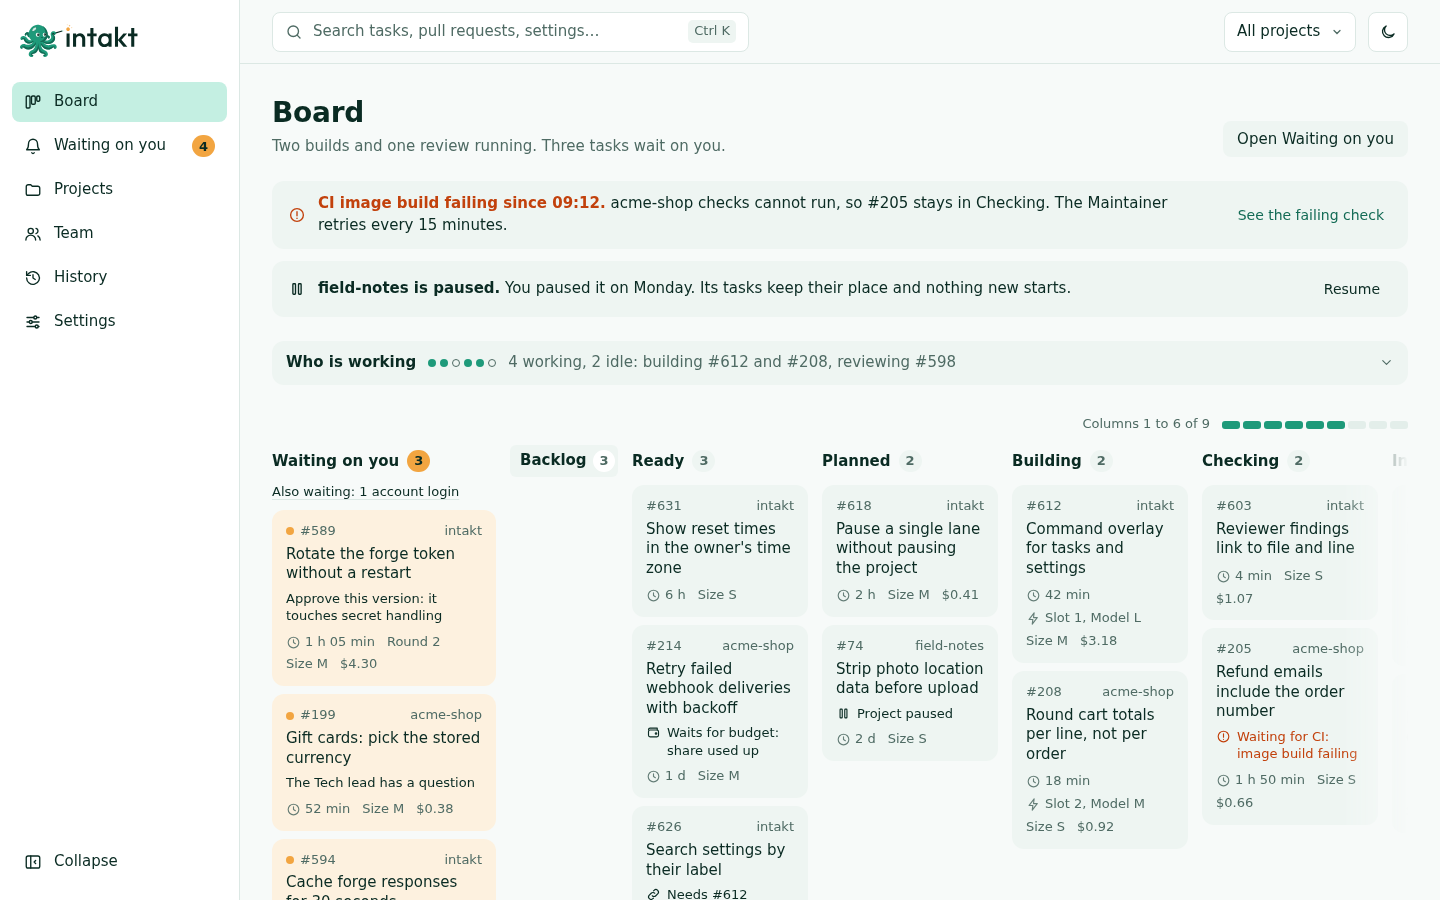 intakt
Search tasks, pull requests, settings...
Ctrl K
All projects
Board
Waiting on you
4
Projects
Team
History
Settings
Collapse
Board
Two builds and one review running. Three tasks wait on you.
Open Waiting on you
CI image build failing since 09:12. acme-shop checks cannot run, so #205 stays in Checking. The Maintainer
retries every 15 minutes.
See the failing check
field-notes is paused. You paused it on Monday. Its tasks keep their place and nothing new starts.
Resume
Who is working
4 working, 2 idle: building #612 and #208, reviewing #598
Columns 1 to 6 of 9
Waiting on you 3
Also waiting: 1 account login
#589 intakt
Rotate the forge token
without a restart
Approve this version: it
touches secret handling
1 h 05 min Round 2
Size M $4.30
#199 acme-shop
Gift cards: pick the stored
currency
The Tech lead has a question
52 min Size M $0.38
#594 intakt
Cache forge responses
for 30 seconds
Backlog 3
Ready 3
#631 intakt
Show reset times
in the owner's time
zone
6 h Size S
#214 acme-shop
Retry failed
webhook deliveries
with backoff
Waits for budget:
share used up
1 d Size M
#626 intakt
Search settings by
their label
Needs #612
Planned 2
#618 intakt
Pause a single lane
without pausing
the project
2 h Size M $0.41
#74 field-notes
Strip photo location
data before upload
Project paused
2 d Size S
Building 2
#612 intakt
Command overlay
for tasks and
settings
42 min
Slot 1, Model L
Size M $3.18
#208 acme-shop
Round cart totals
per line, not per
order
18 min
Slot 2, Model M
Size S $0.92
Checking 2
#603 intakt
Reviewer findings
link to file and line
4 min Size S
$1.07
#205 acme-shop
Refund emails
include the order
number
Waiting for CI:
image build failing
1 h 50 min Size S
$0.66